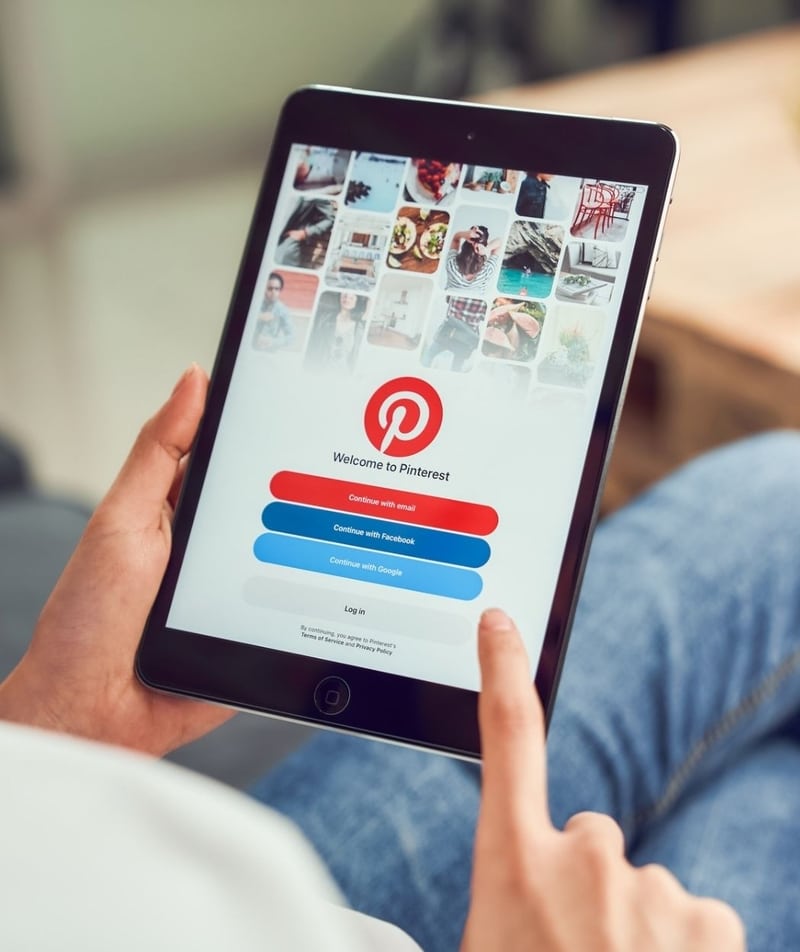 Welcome to Pinterest
Continue with email
Continue with Facebook
Continue with Google
Log in
By continuing, you agree to Pinterest's
Terms of Service and Privacy Policy